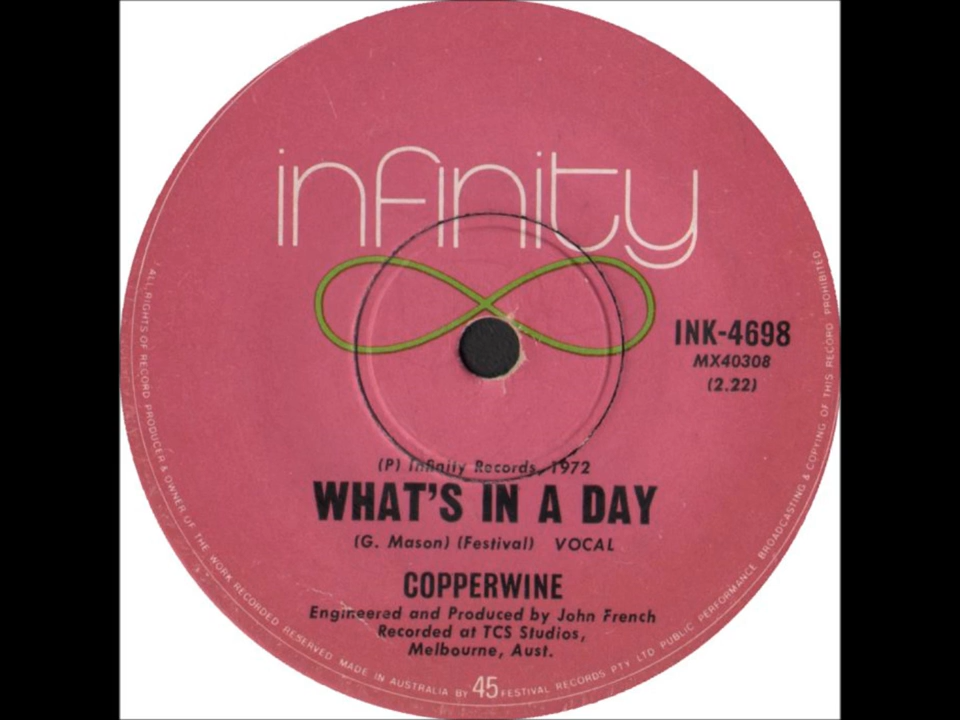 infinity
INK-4698
MX40308
(2.22)
(P) Infinity Records, 1972
WHAT'S IN A DAY
(G. Mason) (Festival) VOCAL
COPPERWINE
Engineered and Produced by John French
Recorded at TCS Studios,
Melbourne, Aust.
ALL RIGHTS OF RECORD PRODUCER & OWNER OF THE WORK RECORDED RESERVED MADE IN AUSTRALIA BY 45 FESTIVAL RECORDS PTY LTD PUBLIC PERFORMANCE BROADCASTING & COPYING OF THIS RECORD PROHIBITED